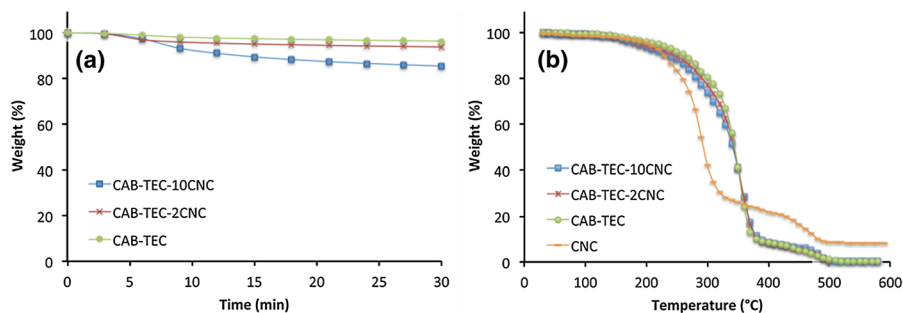 100
80
60
40
20
0
Weight (%)
(a)
CAB-TEC-10CNC
CAB-TEC-2CNC
CAB-TEC
0 5 10 15 20 25 30
Time (min)
100
80
60
40
20
0
Weight (%)
(b)
CAB-TEC-10CNC
CAB-TEC-2CNC
CAB-TEC
CNC
0 100 200 300 400 500 600
Temperature (°C)